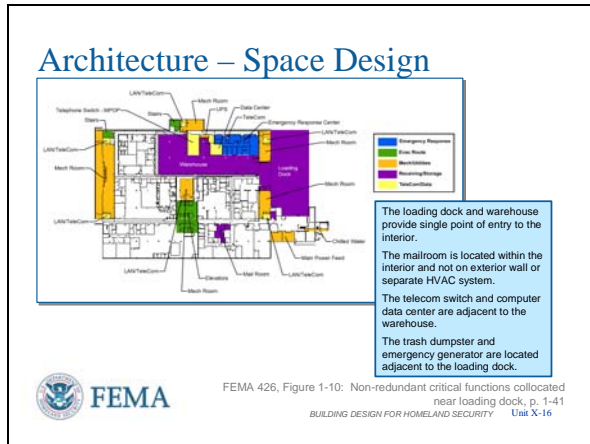 Architecture – Space Design
LAN/TeleCom
Mech Room
Telephone Switch - MPOP
UPS
Data Center
Stairs
TeleCom
Stairs
Emergency Response Center
LAN/TeleCom
LAN/TeleCom
Mech Room
Mech Room
Warehouse
Loading
Dock
Mech Room
LAN/TeleCom
Chilled Water
Main Power Feed
LAN/TeleCom
Elevators
Mail Room
LAN/TeleCom
Mech Room
Emergency Response
Evac Route
Mech/Utilities
Receiving/Storage
TeleCom/Data
The loading dock and warehouse
provide single point of entry to the
interior.
The mailroom is located within the
interior and not on exterior wall or
separate HVAC system.
The telecom switch and computer
data center are adjacent to the
warehouse.
The trash dumpster and
emergency generator are located
adjacent to the loading dock.
FEMA
FEMA 426, Figure 1-10: Non-redundant critical functions collocated
near loading dock, p. 1-41
BUILDING DESIGN FOR HOMELAND SECURITY Unit X-16